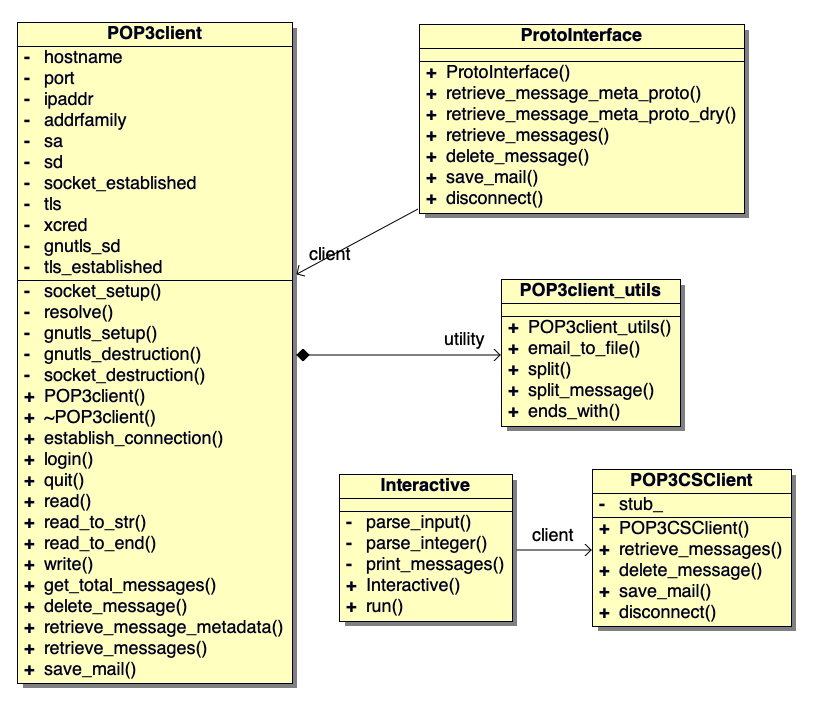 POP3client
- hostname
- port
- ipaddr
- addrfamily
- sa
- sd
- socket_established
- tls
- xcred
- gnutls_sd
- tls_established
- socket_setup()
- resolve()
- gnutls_setup()
- gnutls_destruction()
- socket_destruction()
+ POP3client()
+ ~POP3client()
+ establish_connection()
+ login()
+ quit()
+ read()
+ read_to_str()
+ read_to_end()
+ write()
+ get_total_messages()
+ delete_message()
+ retrieve_message_metadata()
+ retrieve_messages()
+ save_mail()
ProtoInterface
+ ProtoInterface()
+ retrieve_message_meta_proto()
+ retrieve_message_meta_proto_dry()
+ retrieve_messages()
+ delete_message()
+ save_mail()
+ disconnect()
client
utility
POP3client_utils
+ POP3client_utils()
+ email_to_file()
+ split()
+ split_message()
+ ends_with()
Interactive
- parse_input()
- parse_integer()
- print_messages()
+ Interactive()
+ run()
client
POP3CSClient
- stub_
+ POP3CSClient()
+ retrieve_messages()
+ delete_message()
+ save_mail()
+ disconnect()